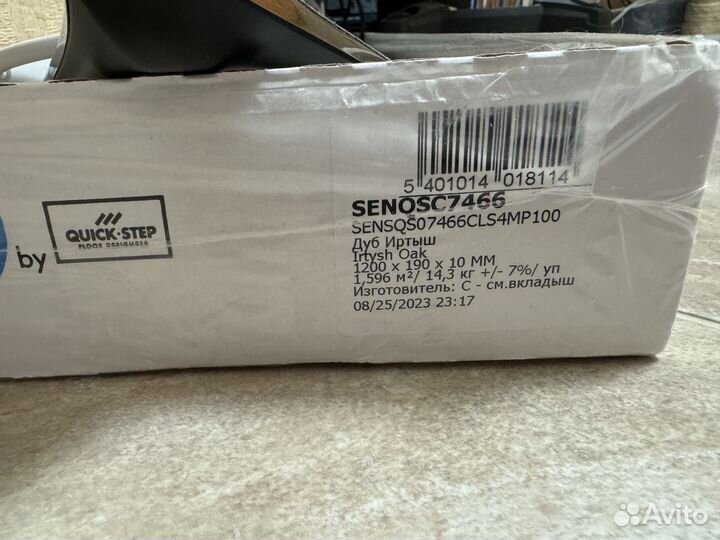 by
QUICK·STEP
FLOOR DESIGNERS
5 401014 018114
SENQSC7466
SENSQS07466CLS4MP100
Дуб Иртыш
Irtysh Oak
1200 x 190 x 10 ММ
1,596 м²/ 14,3 кг +/- 7%/ уп
Изготовитель: С - см.вкладыш
08/25/2023 23:17
Avito